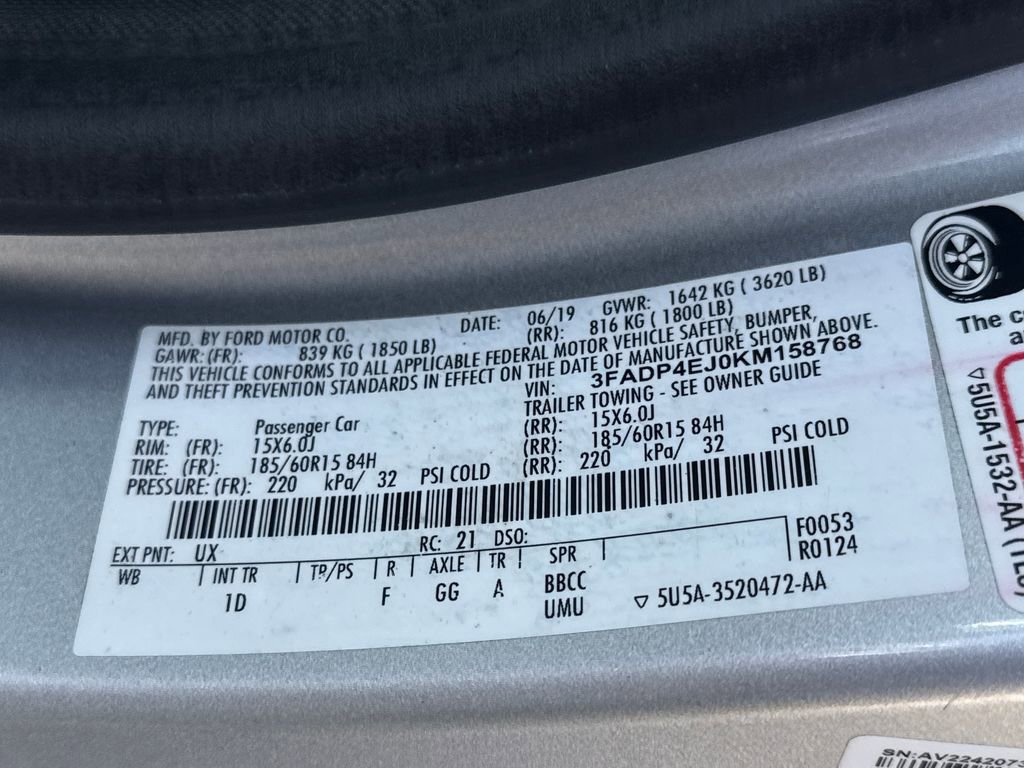 MFD. BY FORD MOTOR CO. DATE: 06/19 GVWR: 1642 KG ( 3620 LB)
GAWR: (FR): 839 KG ( 1850 LB) (RR): 816 KG ( 1800 LB)
THIS VEHICLE CONFORMS TO ALL APPLICABLE FEDERAL MOTOR VEHICLE SAFETY, BUMPER,
AND THEFT PREVENTION STANDARDS IN EFFECT ON THE DATE OF MANUFACTURE SHOWN ABOVE.
VIN: 3FADP4EJ0KM158768
TYPE: Passenger Car TRAILER TOWING - SEE OWNER GUIDE
RIM: (FR): 15X6.0J (RR): 15X6.0J
TIRE: (FR): 185/60R15 84H (RR): 185/60R15 84H
PRESSURE: (FR): 220 kPa/ 32 PSI COLD (RR): 220 kPa/ 32 PSI COLD
EXT PNT: UX RC: 21 DSO: F0053
WB INT TR TP/PS R AXLE TR SPR R0124
1D F GG A BBCC
UMU ▽ 5U5A-3520472-AA
The
▽5U5A-1532-AA
SN:AV2242073